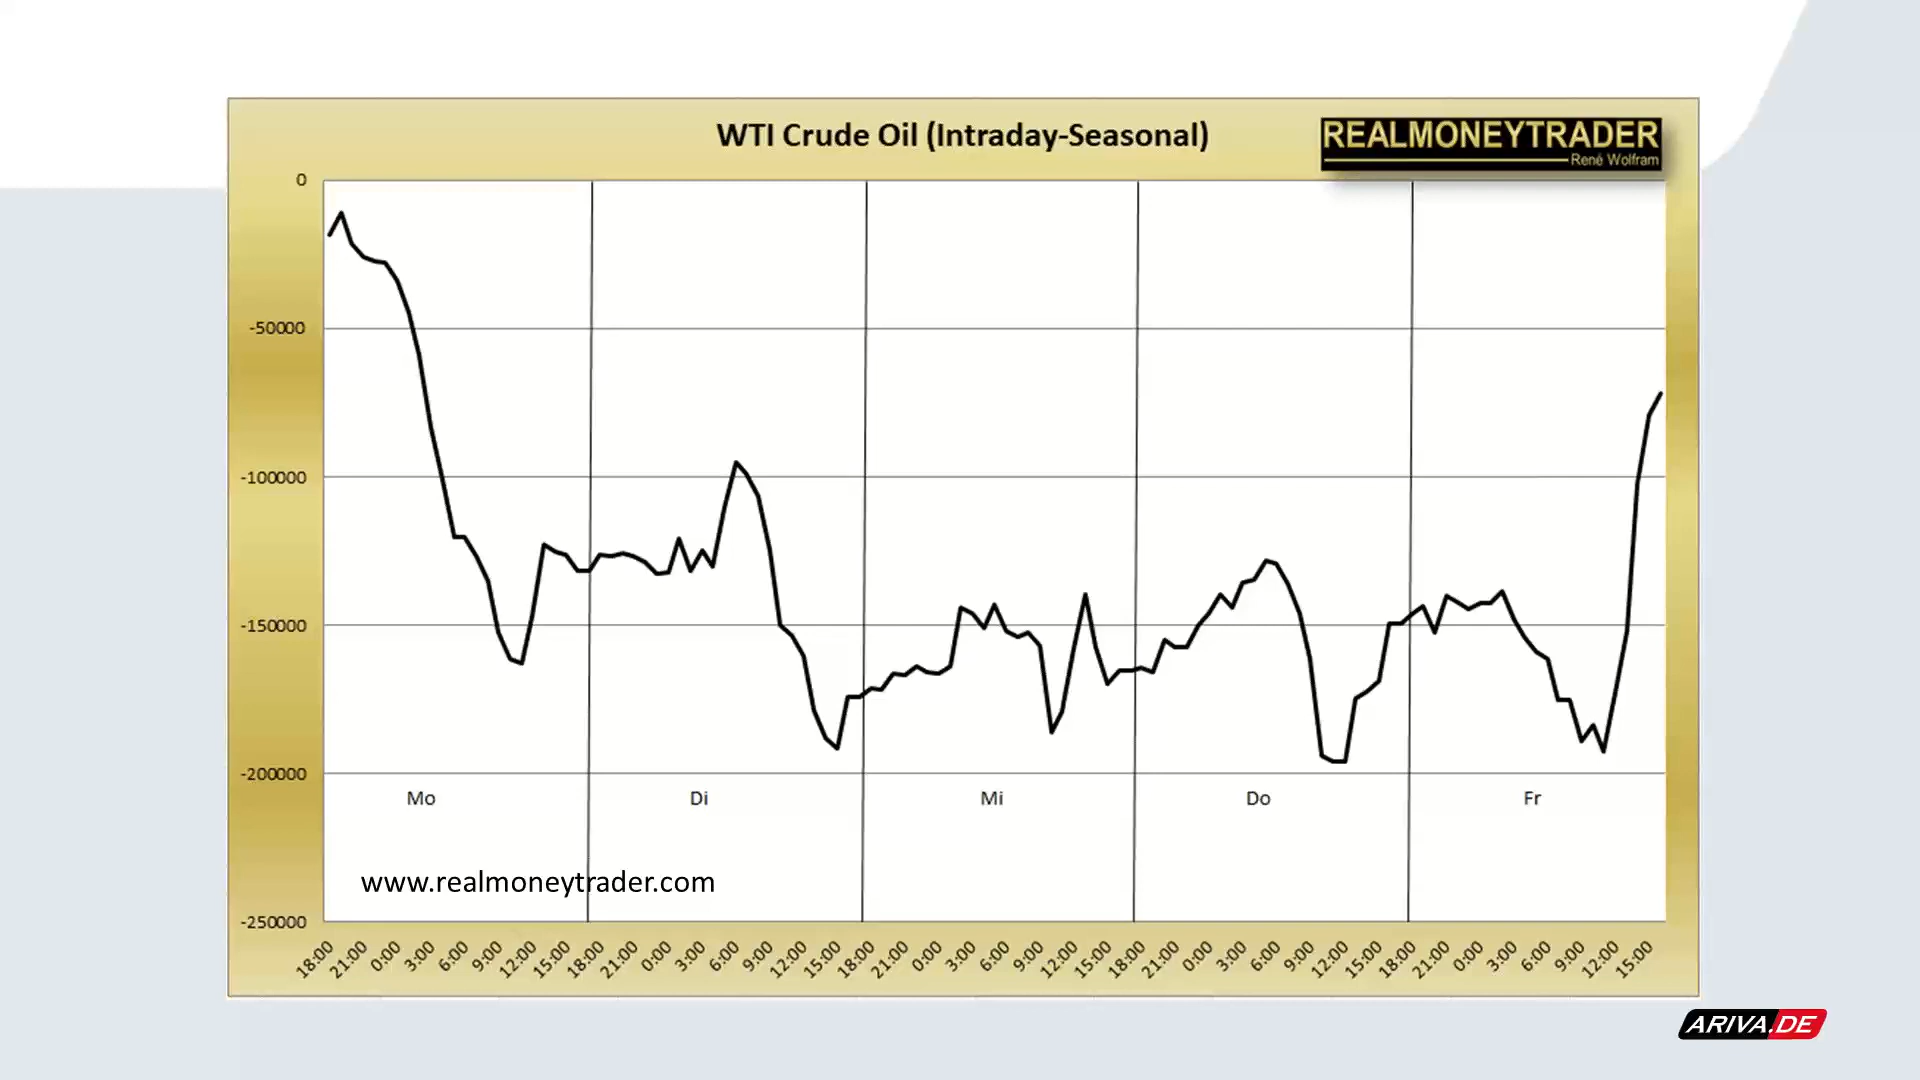 WTI Crude Oil (Intraday-Seasonal)
REALMONEYTRADER
René Wolfram
0
-50000
-100000
-150000
-200000
-250000
Mo Di Mi Do Fr
www.realmoneytrader.com
18:00 21:00 0:00 3:00 6:00 9:00 12:00 15:00 18:00 21:00 0:00 3:00 6:00 9:00 12:00 15:00 18:00 21:00 0:00 3:00 6:00 9:00 12:00 15:00 18:00 21:00 0:00 3:00 6:00 9:00 12:00 15:00 18:00 21:00 0:00 3:00 6:00 9:00 12:00 15:00
ARIVA.DE